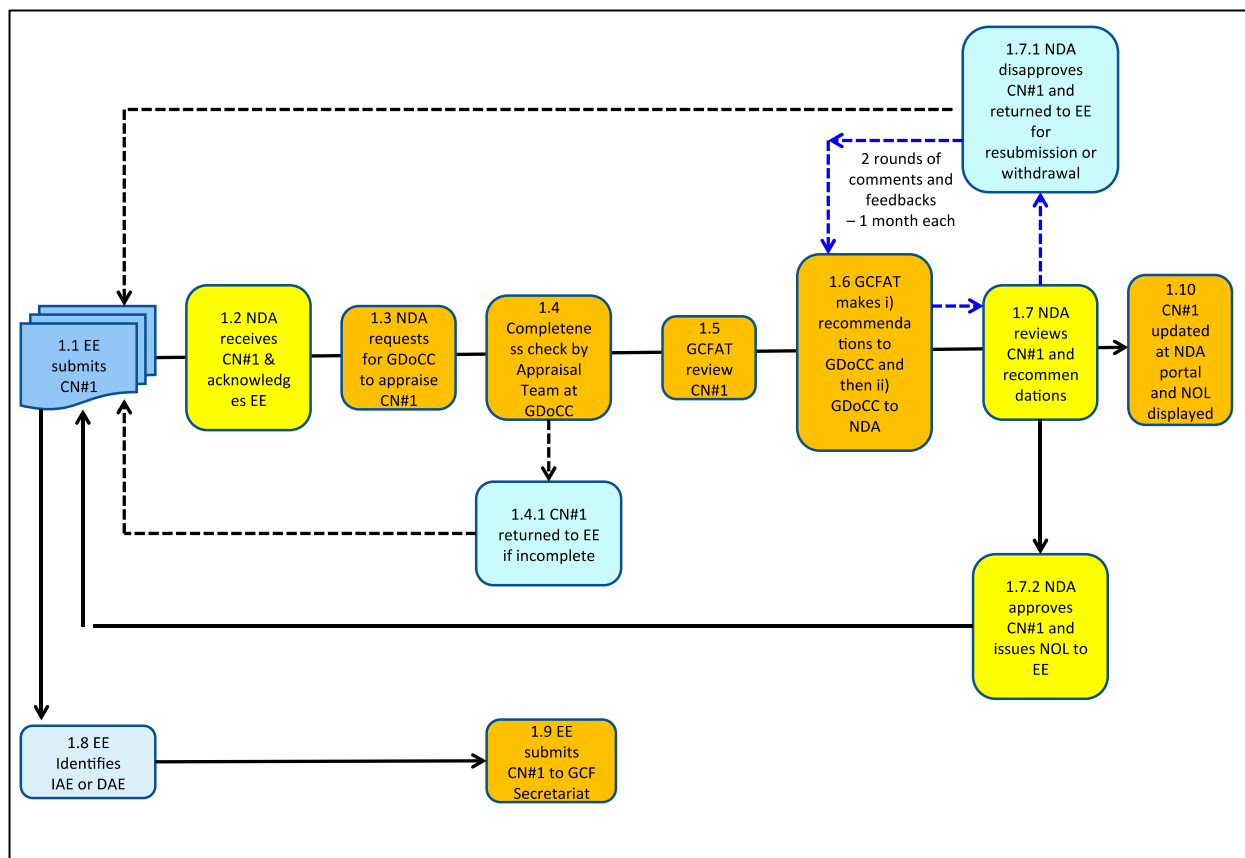 1.7.1 NDA
disapproves
CN#1 and
returned to EE
for
resubmission or
withdrawal
2 rounds of
comments and
feedbacks
– 1 month each
1.1 EE
submits
CN#1
1.2 NDA
receives
CN#1 &
acknowledg
es EE
1.3 NDA
requests
for GDoCC
to appraise
CN#1
1.4
Completene
ss check by
Appraisal
Team at
GDoCC
1.5
GCFAT
review
CN#1
1.6 GCFAT
makes i)
recommenda
tions to
GDoCC and
then ii)
GDoCC to
NDA
1.7 NDA
reviews
CN#1 and
recommen
dations
1.10
CN#1
updated
at NDA
portal
and NOL
displayed
1.4.1 CN#1
returned to EE
if incomplete
1.7.2 NDA
approves
CN#1 and
issues NOL to
EE
1.8 EE
Identifies
IAE or DAE
1.9 EE
submits
CN#1 to GCF
Secretariat